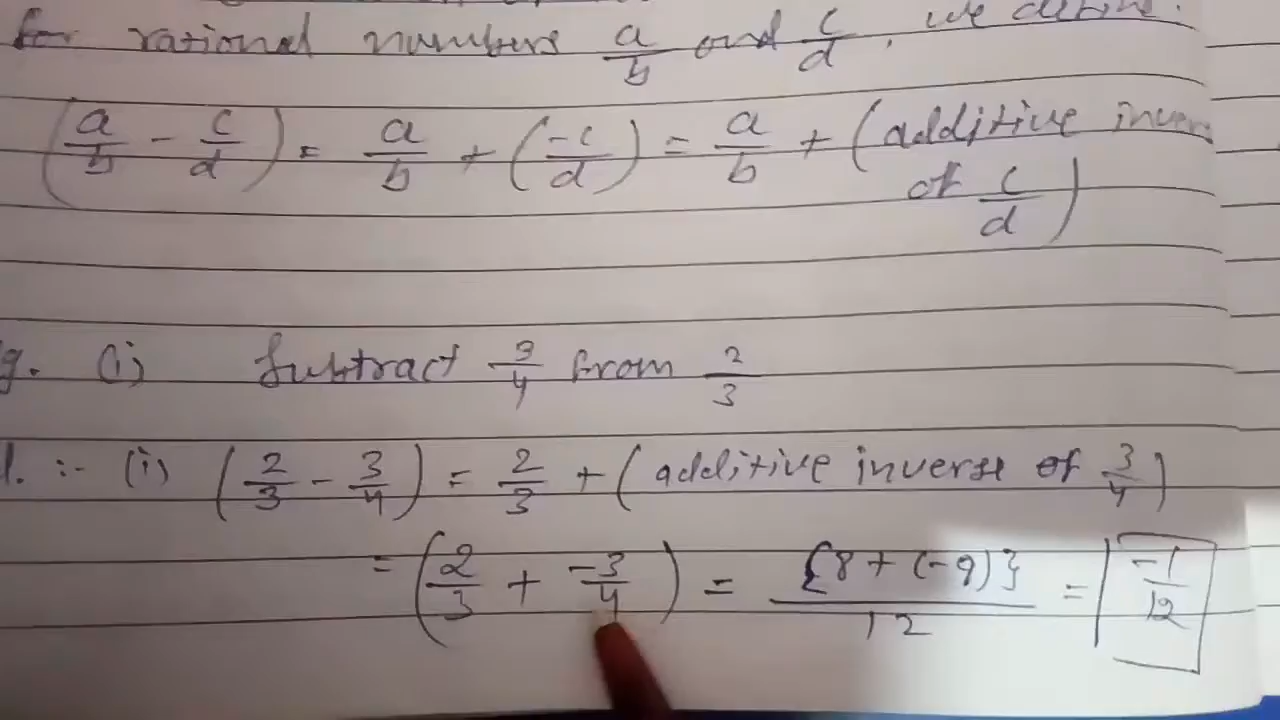 for rational numbers a/b and c/d, we define:
(a/b - c/d) = a/b + (-c/d) = a/b + (additive inver
of c/d)
g. (i) Subtract 3/4 from 2/3
l. :- (i) (2/3 - 3/4) = 2/3 + (additive inverse of 3/4)
= (2/3 + -3/4) = {8 + (-9)}/12 = -1/12